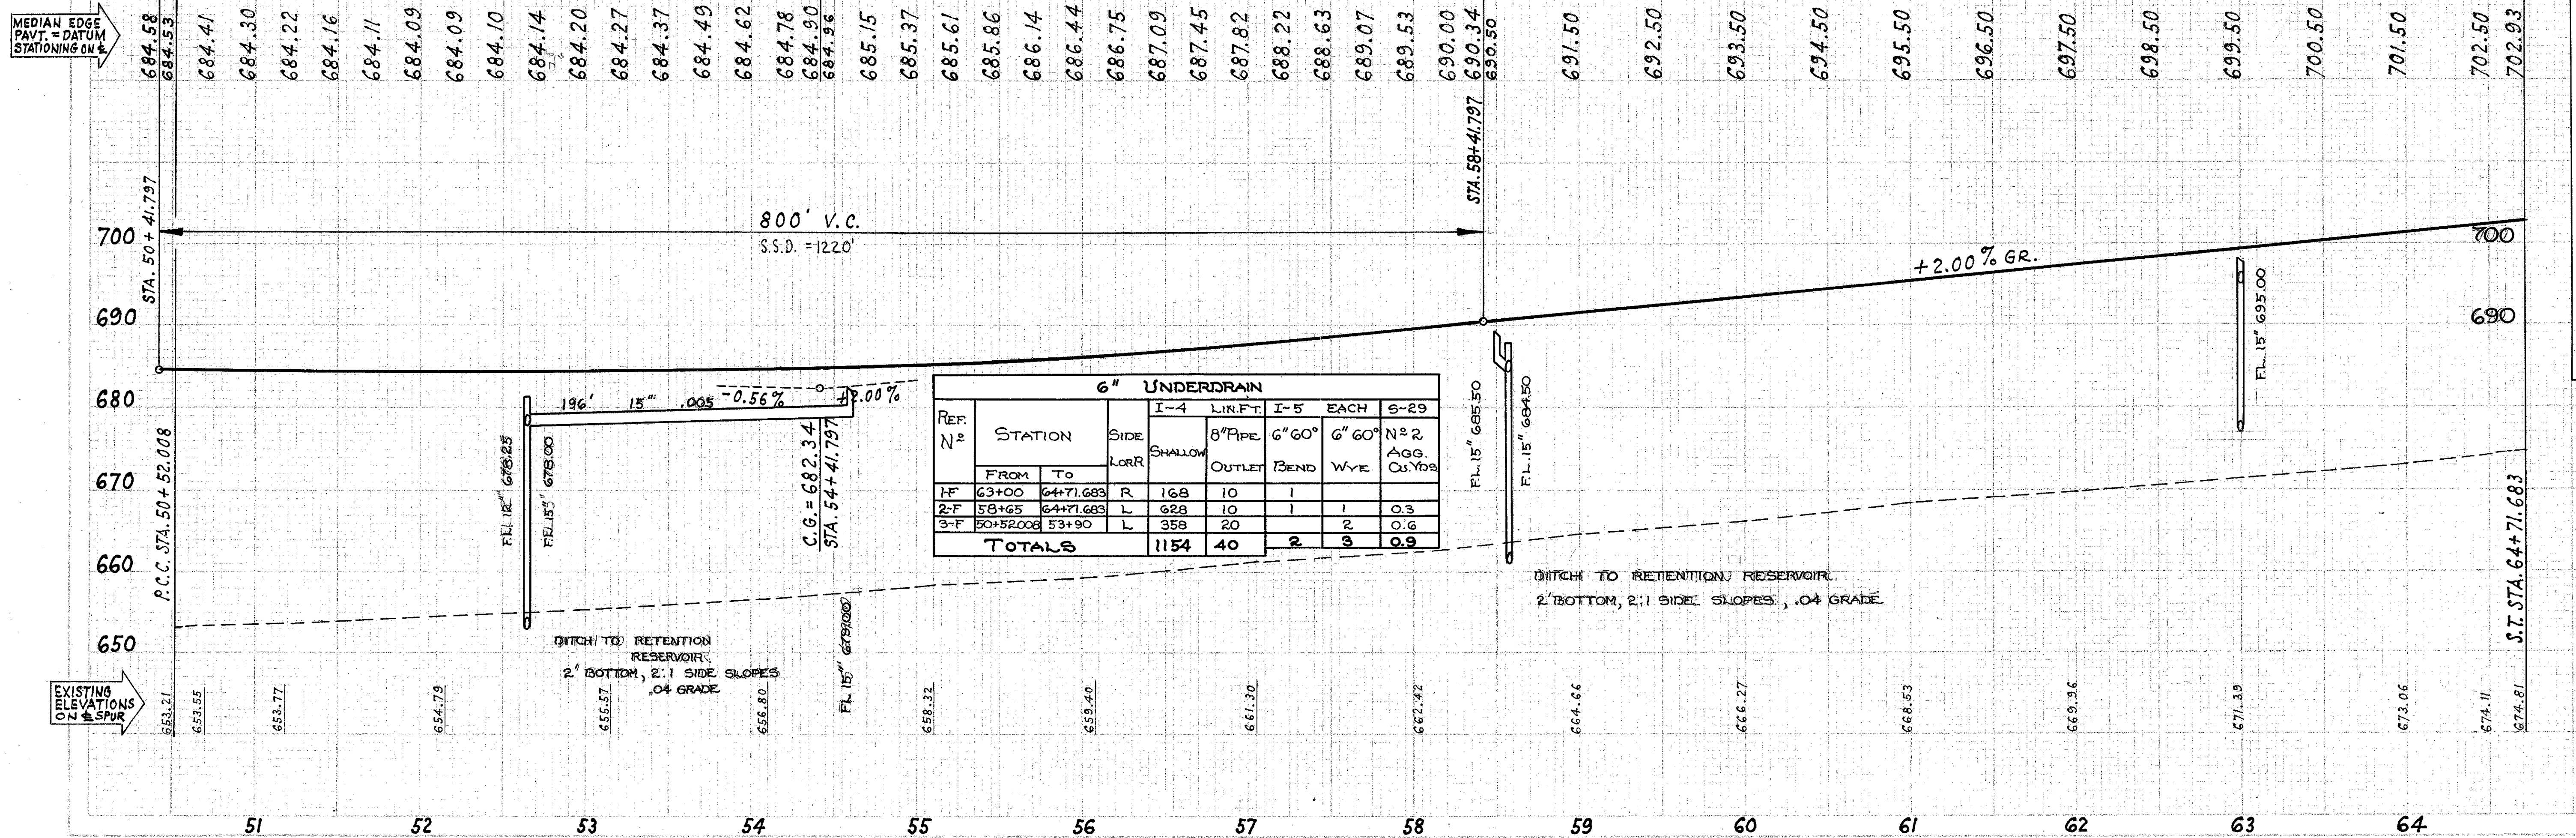 MEDIAN EDGE
PAVT. = DATUM
STATIONING ON ℄
684.58
684.53
684.41
684.30
684.22
684.16
684.11
684.09
684.09
684.10
684.14
684.20
684.27
684.37
684.49
684.62
684.78
684.90
684.96
685.15
685.37
685.61
685.86
686.14
686.44
686.75
687.09
687.45
687.82
688.22
688.63
689.07
689.53
690.00
690.34
690.50
691.50
692.50
693.50
694.50
695.50
696.50
697.50
698.50
699.50
700.50
701.50
702.50
702.93
STA. 50+41.797
STA. 58+41.797
800' V.C.
S.S.D. = 1220'
+2.00% GR.
700
690
680
670
660
650
700
690
P.C.C. STA. 50+52.008
196' 15" .005
-0.56%
+2.00%
F.L. 12" 678.25
F.L. 15" 678.00
C.G. = 682.34
STA. 54+41.797
6" UNDERDRAIN
REF. Nº STATION SIDE L OR R I-4 LIN. FT. I-5 EACH S-29
SHALLOW 8" PIPE OUTLET 6" 60° BEND 6" 60° WYE Nº 2 AGG. CU. YDS
FROM TO
1-F 63+00 64+71.683 R 168 10 1
2-F 58+65 64+71.683 L 628 10 1 1 0.3
3-F 50+52.008 53+90 L 358 20 2 0.6
TOTALS 1154 40 2 3 0.9
F.L. 15" 685.50
F.L. 15" 684.50
F.L. 15" 695.00
DITCH TO RETENTION
RESERVOIR
2' BOTTOM, 2:1 SIDE SLOPES
.04 GRADE
F.L. 15" 679.00
DITCH TO RETENTION RESERVOIR
2' BOTTOM, 2:1 SIDE SLOPES, .04 GRADE
S.T. STA. 64+71.683
EXISTING
ELEVATIONS
ON ℄ SPUR
653.21
653.55
653.77
654.79
655.57
656.80
658.32
659.40
661.30
662.42
664.66
666.27
668.53
669.96
671.39
673.06
674.11
674.81
51 52 53 54 55 56 57 58 59 60 61 62 63 64